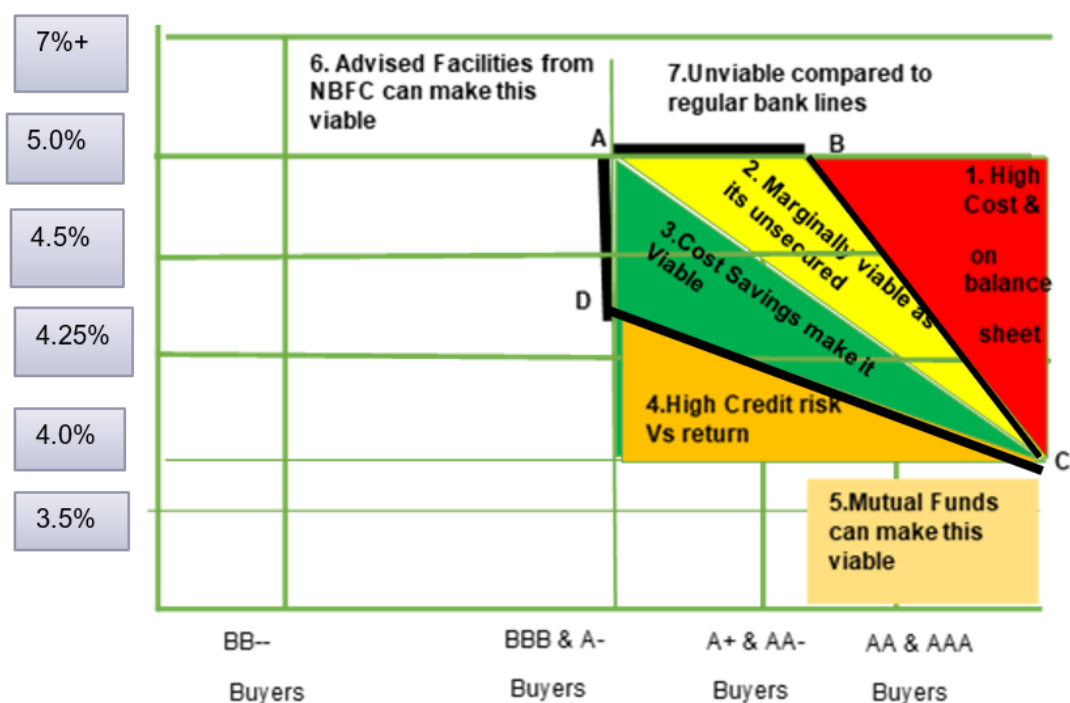 7%+
5.0%
4.5%
4.25%
4.0%
3.5%
6. Advised Facilities from
NBFC can make this
viable
7.Unviable compared to
regular bank lines
A
B
1. High
Cost &
on
balance
sheet
2. Marginally viable as
its unsecured
3.Cost Savings make it
Viable
D
4.High Credit risk
Vs return
C
5.Mutual Funds
can make this
viable
BB--
Buyers
BBB & A-
Buyers
A+ & AA-
Buyers
AA & AAA
Buyers